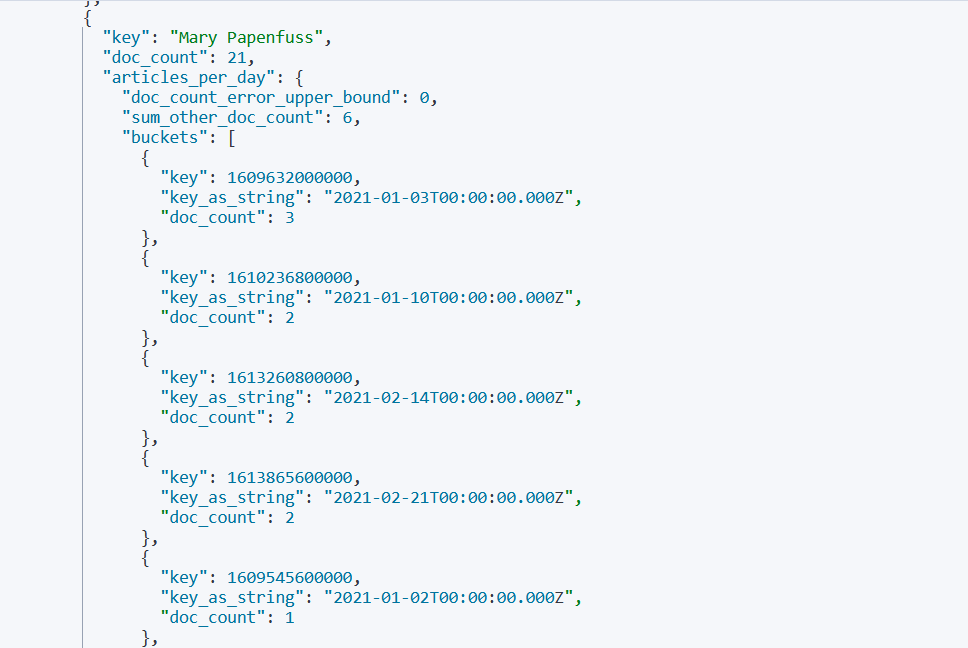 },
{
"key": "Mary Papenfuss",
"doc_count": 21,
"articles_per_day": {
"doc_count_error_upper_bound": 0,
"sum_other_doc_count": 6,
"buckets": [
{
"key": 1609632000000,
"key_as_string": "2021-01-03T00:00:00.000Z",
"doc_count": 3
},
{
"key": 1610236800000,
"key_as_string": "2021-01-10T00:00:00.000Z",
"doc_count": 2
},
{
"key": 1613260800000,
"key_as_string": "2021-02-14T00:00:00.000Z",
"doc_count": 2
},
{
"key": 1613865600000,
"key_as_string": "2021-02-21T00:00:00.000Z",
"doc_count": 2
},
{
"key": 1609545600000,
"key_as_string": "2021-01-02T00:00:00.000Z",
"doc_count": 1
},